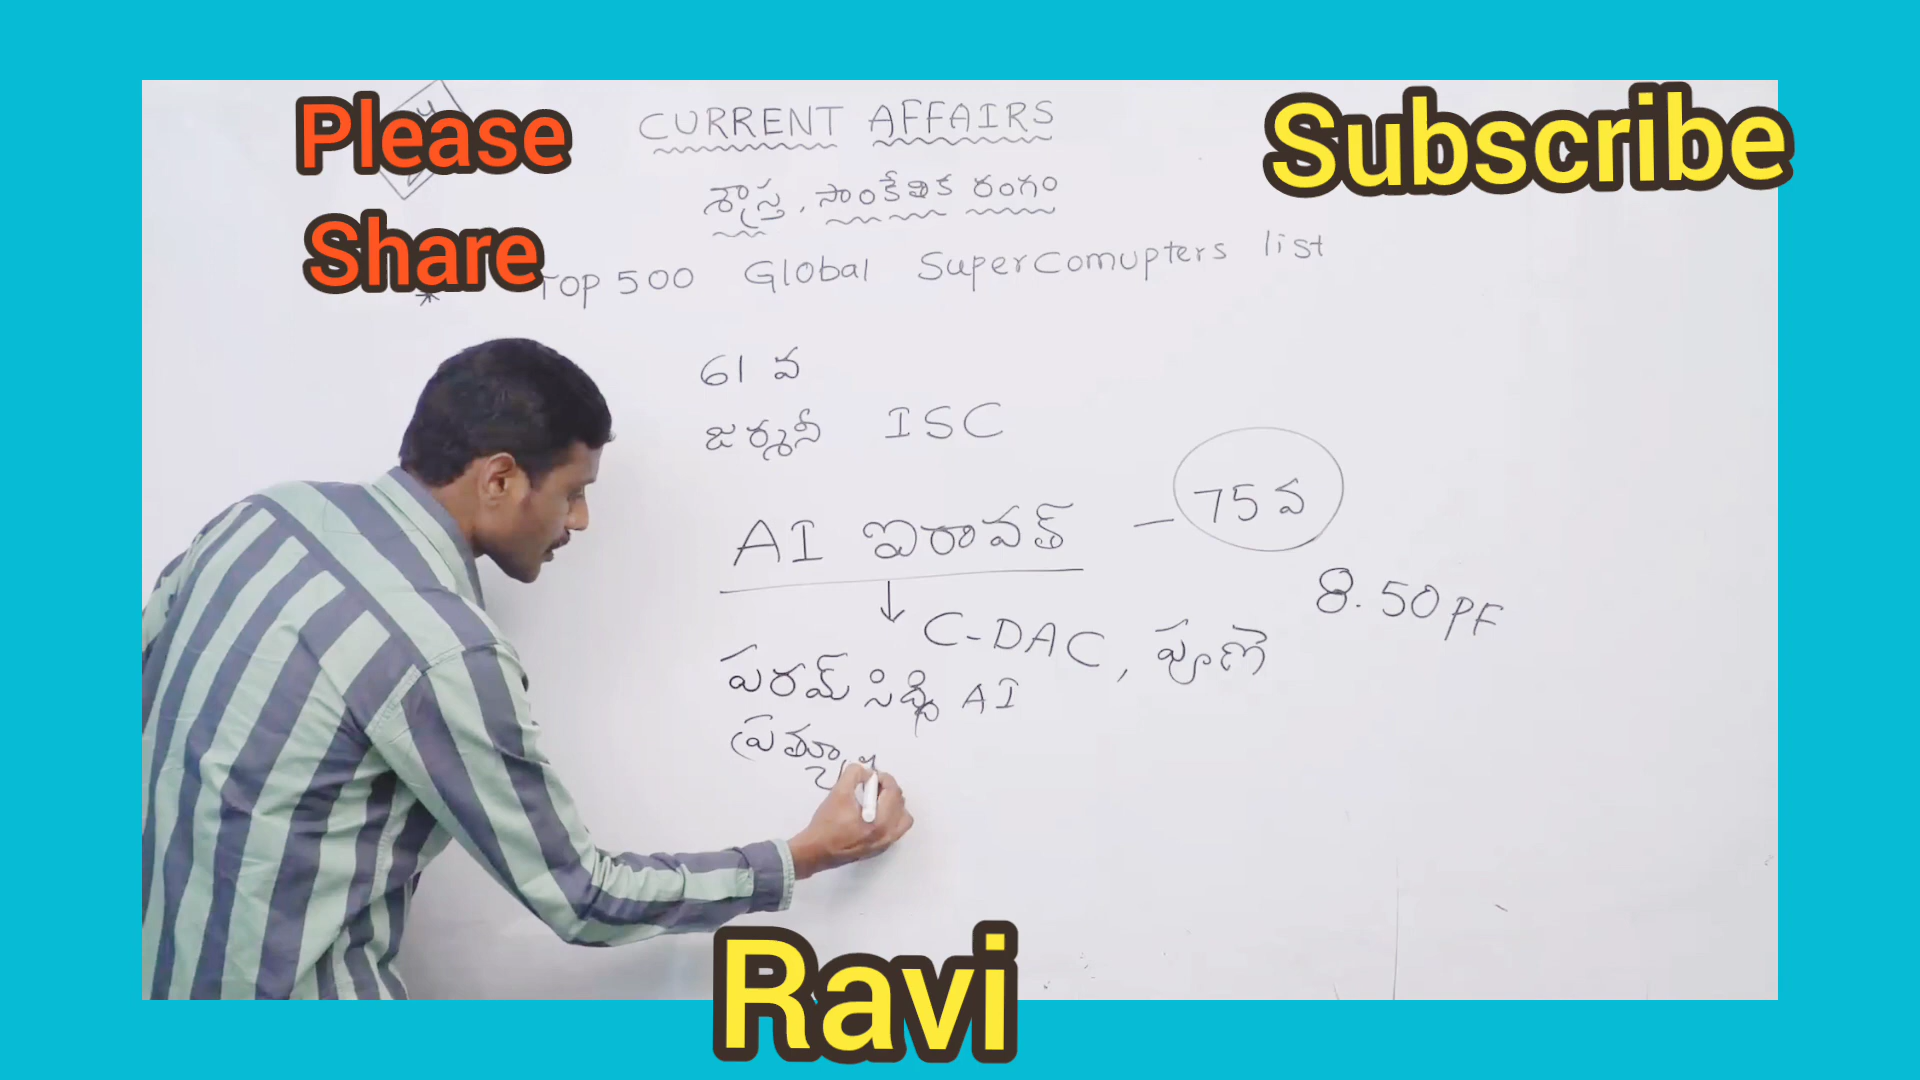 Please
Share
Subscribe
CURRENT AFFAIRS
శాస్త్ర, సాంకేతిక రంగం
* Top 500 Global Supercomupters list
61 వ
జర్మనీ ISC
AI ఐరావత్ – 75వ
8.50 PF
↓ C-DAC, పూణె
పరమ్ సిద్ధి AI
Ravi